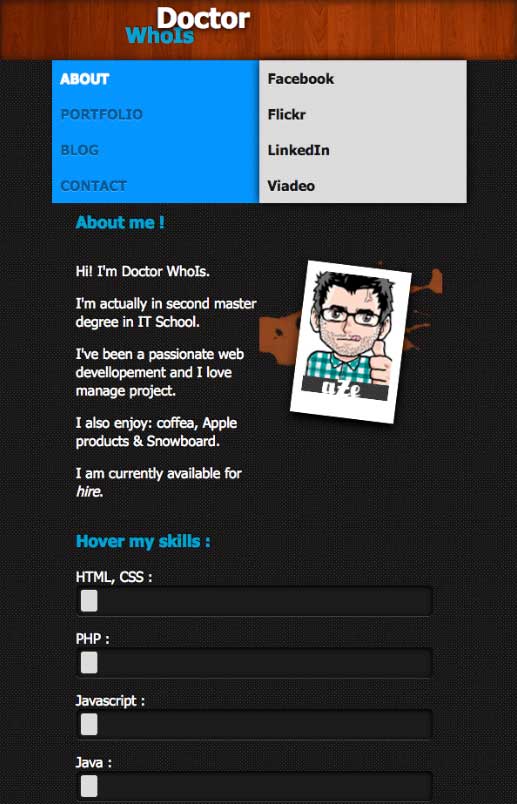 Doctor
WhoIs
ABOUT
PORTFOLIO
BLOG
CONTACT
Facebook
Flickr
LinkedIn
Viadeo
About me !
Hi! I'm Doctor WhoIs.
I'm actually in second master
degree in IT School.
I've been a passionate web
devellopement and I love
manage project.
I also enjoy: coffea, Apple
products & Snowboard.
I am currently available for
hire.
aZe
Hover my skills :
HTML, CSS :
PHP :
Javascript :
Java :